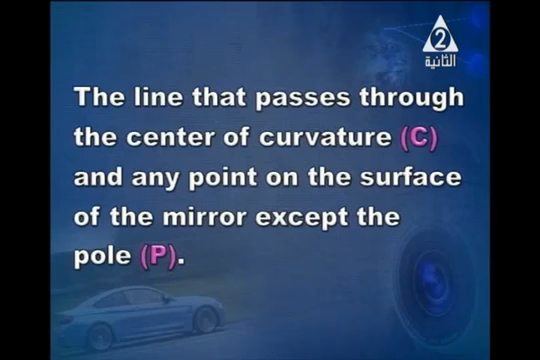 2
الثانية
The line that passes through
the center of curvature (C)
and any point on the surface
of the mirror except the
pole (P).